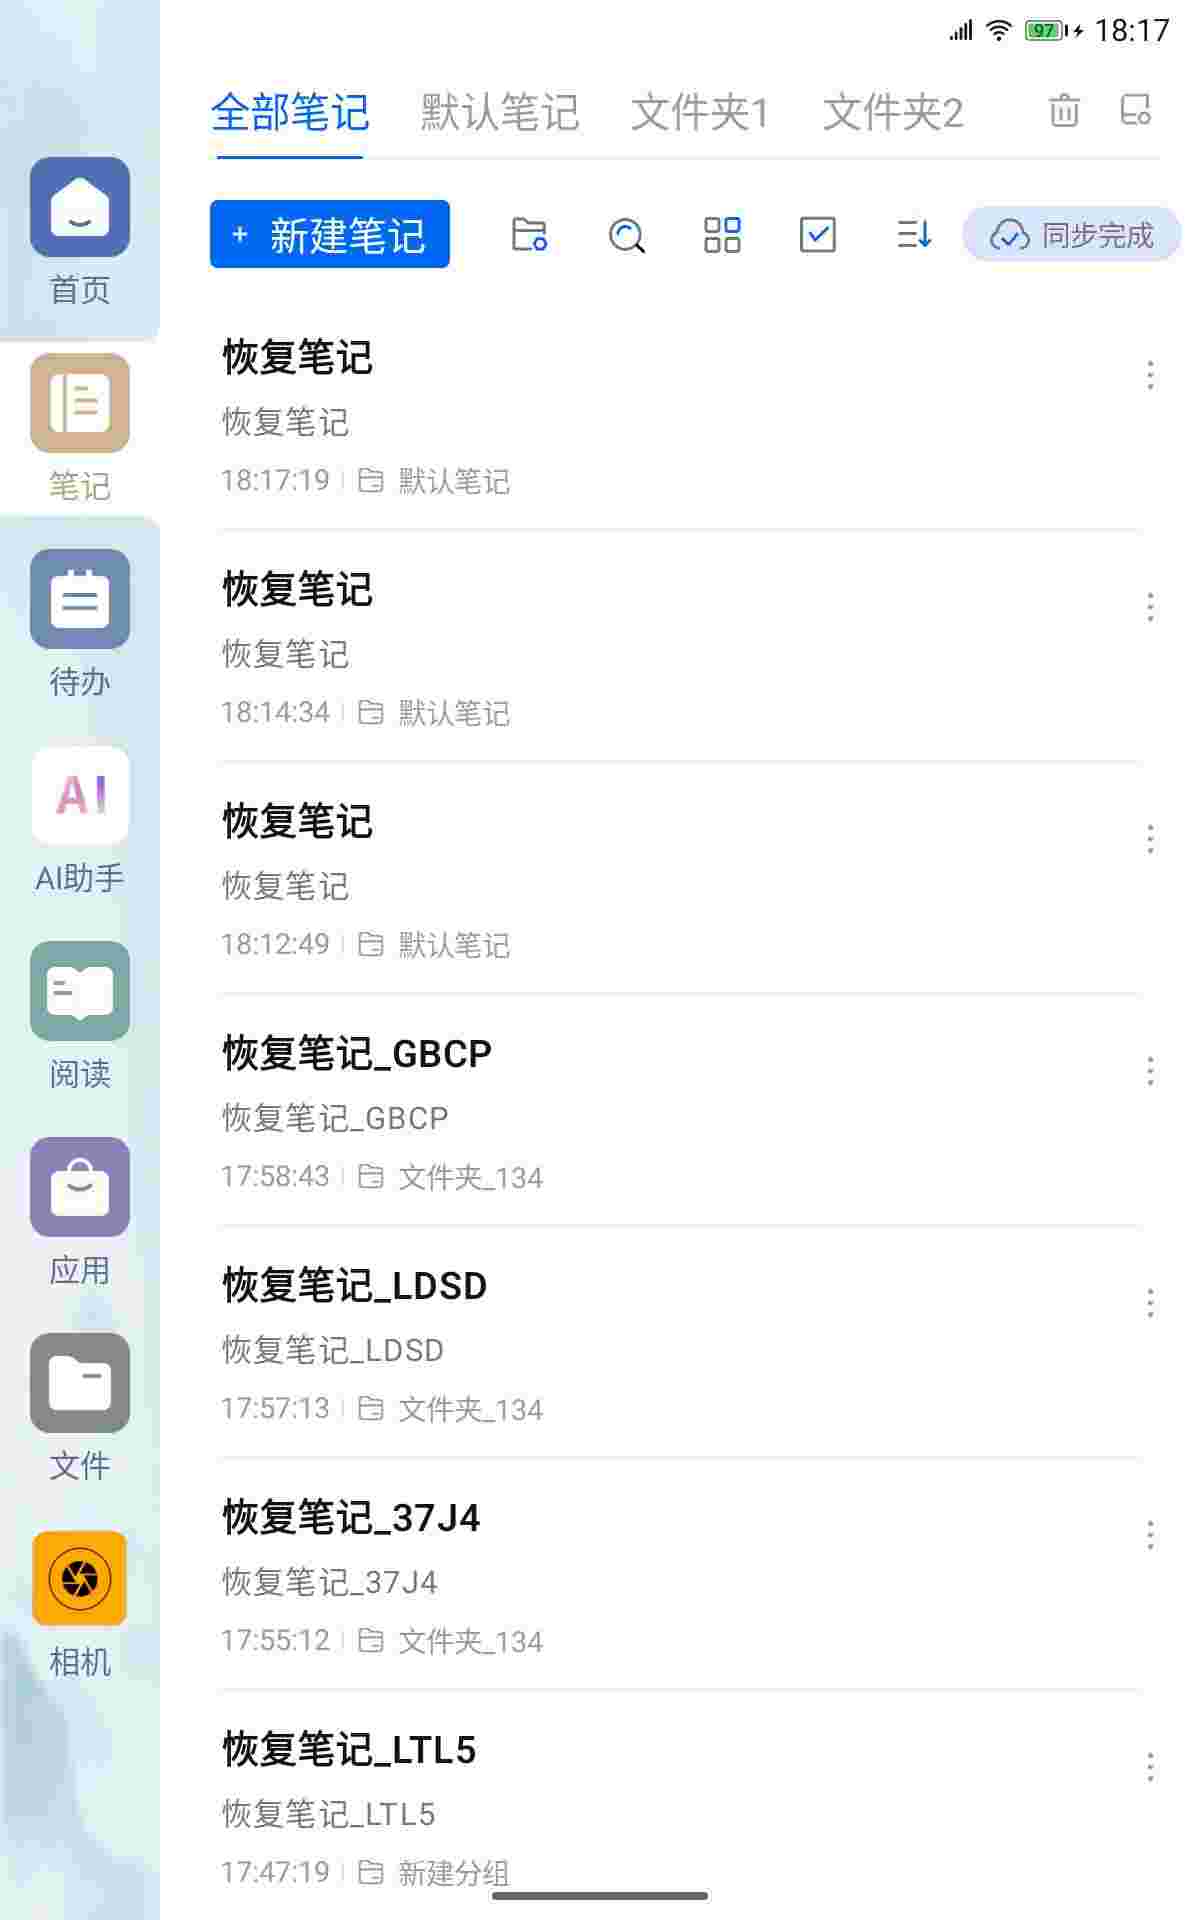 97 18:17
全部笔记 默认笔记 文件夹1 文件夹2
+ 新建笔记 同步完成
首页
笔记
待办
AI
AI助手
阅读
应用
文件
相机
恢复笔记
恢复笔记
18:17:19 默认笔记
恢复笔记
恢复笔记
18:14:34 默认笔记
恢复笔记
恢复笔记
18:12:49 默认笔记
恢复笔记_GBCP
恢复笔记_GBCP
17:58:43 文件夹_134
恢复笔记_LDSD
恢复笔记_LDSD
17:57:13 文件夹_134
恢复笔记_37J4
恢复笔记_37J4
17:55:12 文件夹_134
恢复笔记_LTL5
恢复笔记_LTL5
17:47:19 新建分组